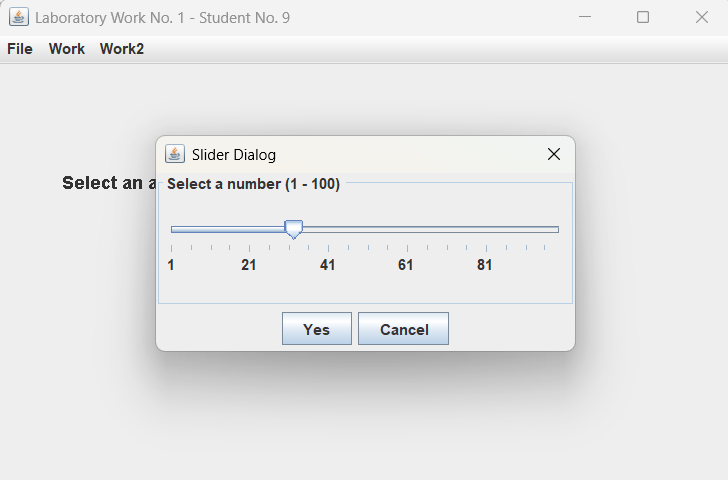 Laboratory Work No. 1 - Student No. 9
File Work Work2
Slider Dialog
Select an
Select a number (1 - 100)
1 21 41 61 81
Yes Cancel